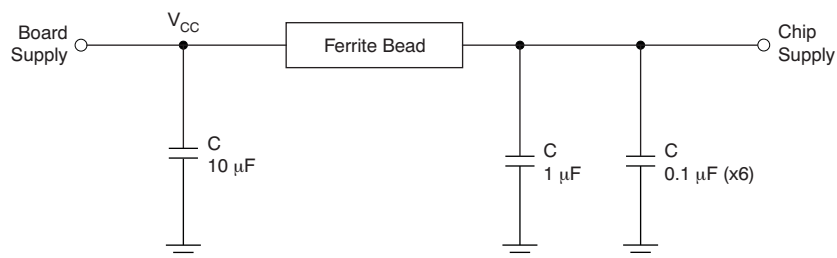 Board
Supply
V_CC
Ferrite Bead
Chip
Supply
C
10 μF
C
1 μF
C
0.1 μF (x6)